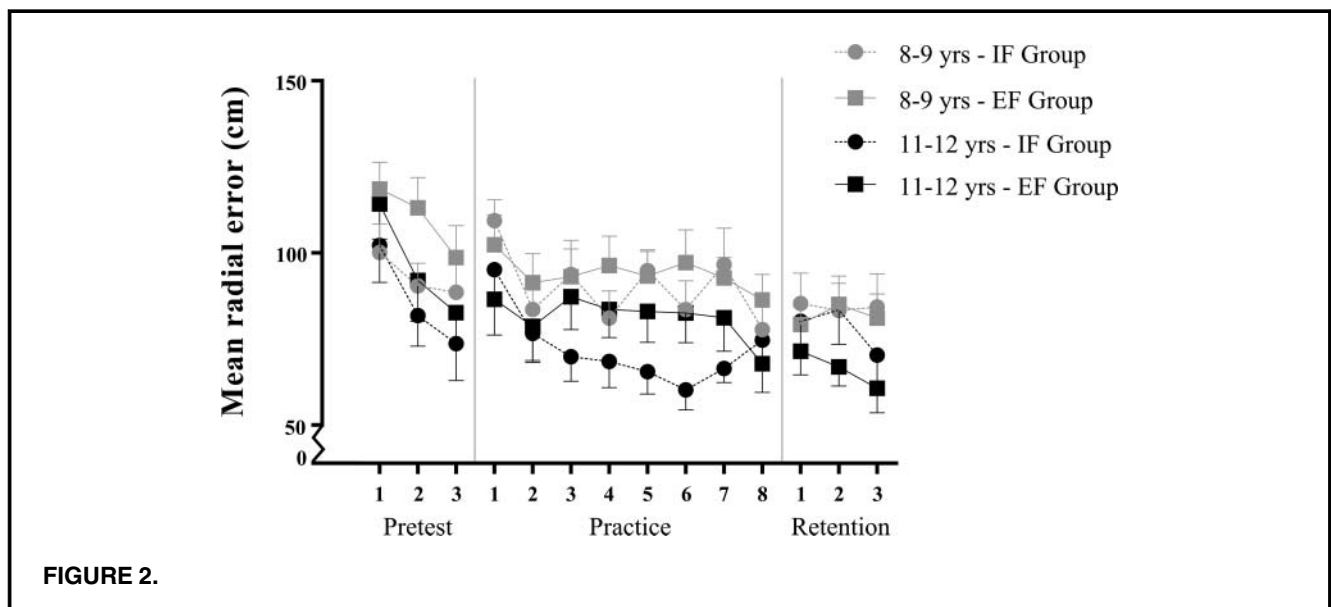 8-9 yrs - IF Group
8-9 yrs - EF Group
11-12 yrs - IF Group
11-12 yrs - EF Group
Mean radial error (cm)
150
100
50
0
1 2 3 1 2 3 4 5 6 7 8 1 2 3
Pretest Practice Retention
FIGURE 2.